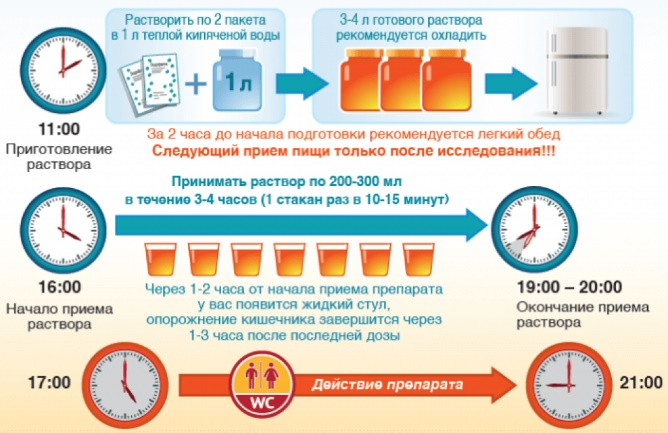 Растворить по 2 пакета
в 1 л теплой кипяченой воды
3-4 л готового раствора
рекомендуется охладить
1 л
11:00
Приготовление
раствора
За 2 часа до начала подготовки рекомендуется легкий обед
Следующий прием пищи только после исследования!!!
Принимать раствор по 200-300 мл
в течение 3-4 часов (1 стакан раз в 10-15 минут)
16:00
Начало приема
раствора
19:00 – 20:00
Окончание приема
раствора
Через 1-2 часа от начала приема препарата
у вас появится жидкий стул,
опорожнение кишечника завершится через
1-3 часа после последней дозы
17:00
WC
Действие препарата
21:00